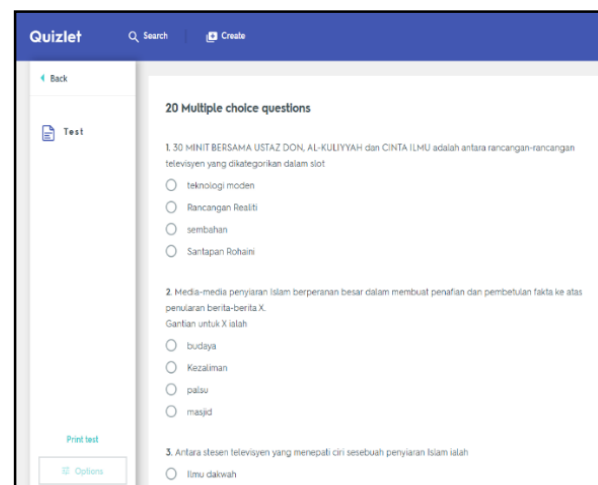 Quizlet
Search
Create
Back
Test
20 Multiple choice questions
1. 30 MINIT BERSAMA USTAZ DON, AL-KULIYYAH dan CINTA ILMU adalah antara rancangan-rancangan
televisyen yang dikategorikan dalam slot
teknologi moden
Rancangan Realiti
sembahan
Santapan Rohaini
2. Media-media penyiaran Islam berperanan besar dalam membuat penafian dan pembetulan fakta ke atas
penularan berita-berita X.
Gantian untuk X ialah
budaya
Kezaliman
palsu
masjid
3. Antara stesen televisyen yang menepati ciri sesebuah penyiaran Islam ialah
Ilmu dakwah
Print test
Options